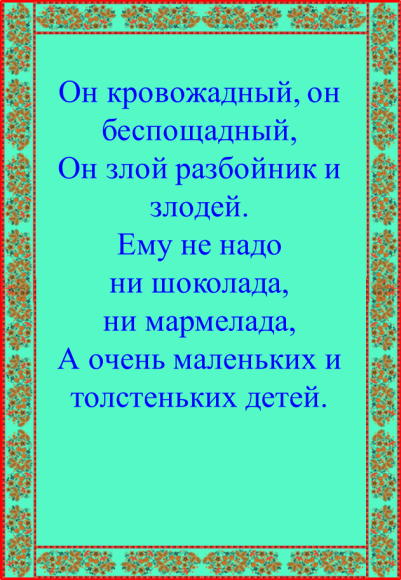 Он кровожадный, он
беспощадный,
Он злой разбойник и
злодей.
Ему не надо
ни шоколада,
ни мармелада,
А очень маленьких и
толстеньких детей.